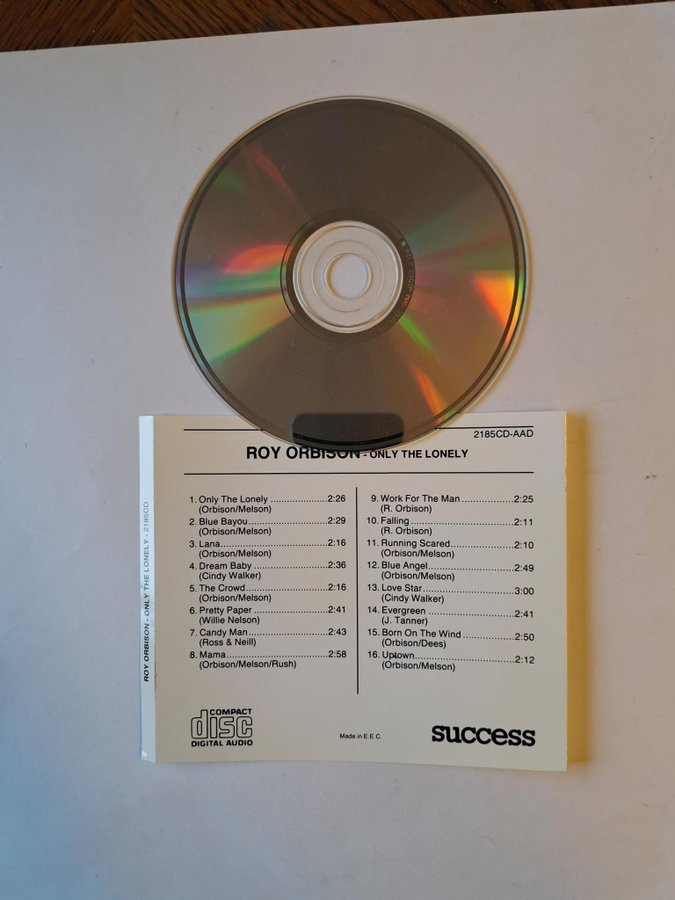 2185CD-AAD
ROY ORBISON - ONLY THE LONELY
1. Only The Lonely ..................2:26
(Orbison/Melson)
2. Blue Bayou.........................2:29
(Orbison/Melson)
3. Lana..................................2:16
(Orbison/Melson)
4. Dream Baby .......................2:36
(Cindy Walker)
5. The Crowd.........................2:16
(Orbison/Melson)
6. Pretty Paper .......................2:41
(Willie Nelson)
7. Candy Man.........................2:43
(Ross & Neill)
8. Mama................................2:58
(Orbison/Melson/Rush)
9. Work For The Man................2:25
(R. Orbison)
10. Falling................................2:11
(R. Orbison)
11. Running Scared...................2:10
(Orbison/Melson)
12. Blue Angel..........................2:49
(Orbison/Melson)
13. Love Star............................3:00
(Cindy Walker)
14. Evergreen ..........................2:41
(J. Tanner)
15. Born On The Wind...............2:50
(Orbison/Dees)
16. Uptown..............................2:12
(Orbison/Melson)
COMPACT
disc
DIGITAL AUDIO
Made in E.E.C.
success
ROY ORBISON - ONLY THE LONELY - 2185CD